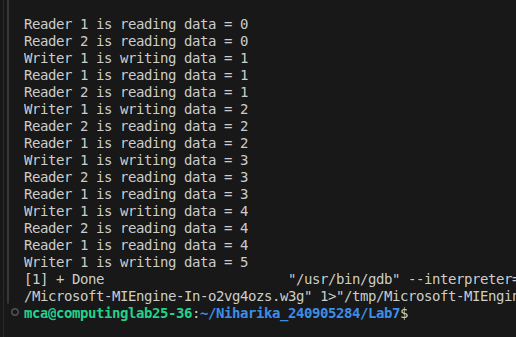 Reader 1 is reading data = 0
Reader 2 is reading data = 0
Writer 1 is writing data = 1
Reader 1 is reading data = 1
Reader 2 is reading data = 1
Writer 1 is writing data = 2
Reader 2 is reading data = 2
Reader 1 is reading data = 2
Writer 1 is writing data = 3
Reader 2 is reading data = 3
Reader 1 is reading data = 3
Writer 1 is writing data = 4
Reader 2 is reading data = 4
Reader 1 is reading data = 4
Writer 1 is writing data = 5
[1] + Done                       "/usr/bin/gdb" --interpreter=
/Microsoft-MIEngine-In-o2vg4ozs.w3g" 1>"/tmp/Microsoft-MIEngin
mca@computinglab25-36:~/Niharika_240905284/Lab7$